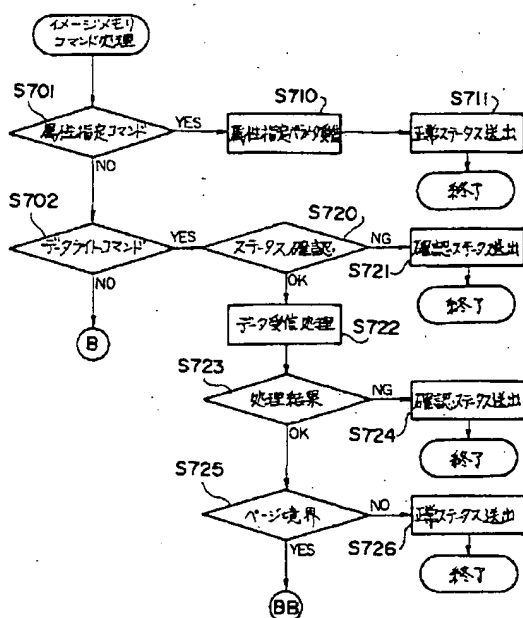 イメージメモリ
コマンド処理
S701
属性指定コマンド
YES
NO
S710
属性指定パラメータ受信
S711
正常ステータス送出
終了
S702
データライトコマンド
YES
NO
B
S720
ステータス確認
NG
OK
S721
確認ステータス送出
終了
データ受信処理
S722
S723
処理結果
NG
OK
S724
確認ステータス送出
終了
S725
ページ境界
NO
YES
S726
正常ステータス送出
終了
BB